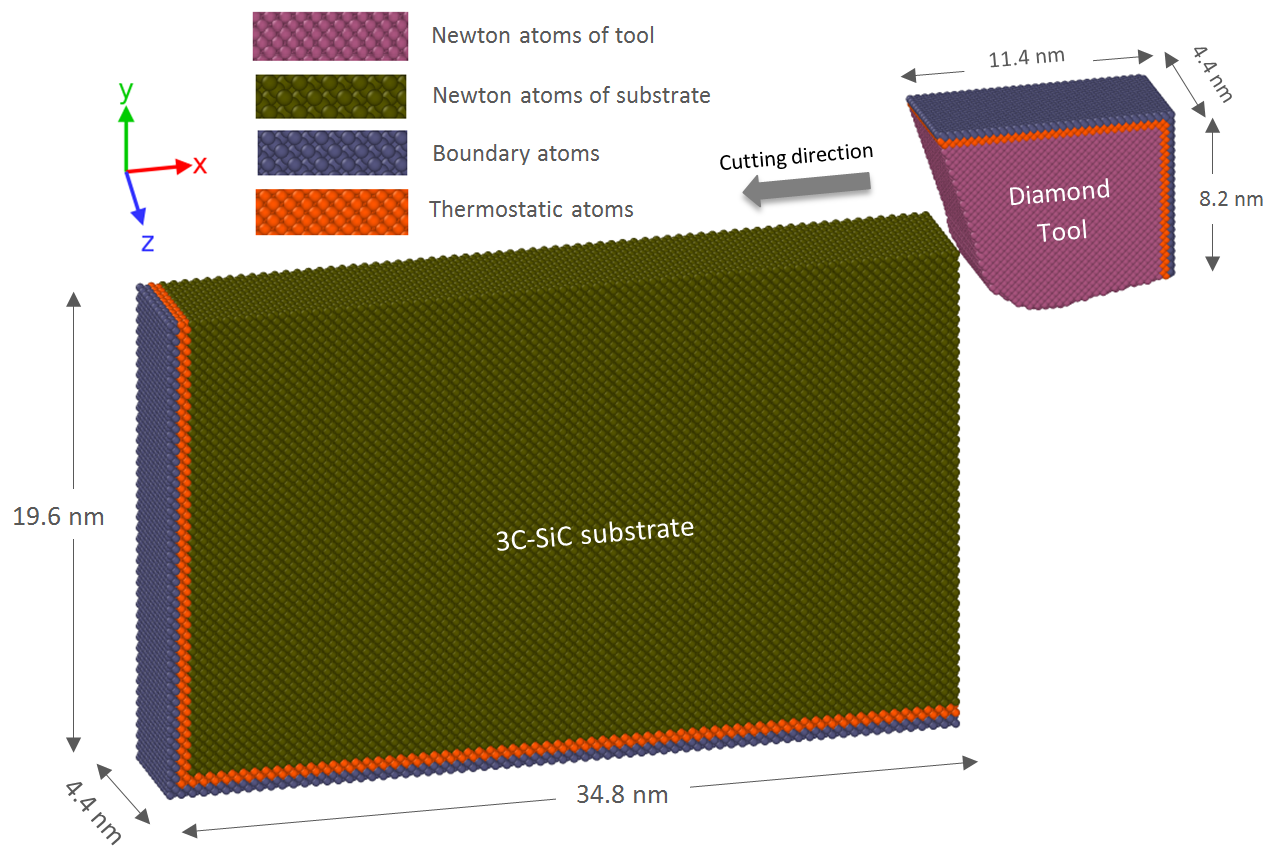 Newton atoms of tool
Newton atoms of substrate
Boundary atoms
Thermostatic atoms
y
x
z
Cutting direction
11.4 nm
4.4 nm
8.2 nm
Diamond
Tool
19.6 nm
3C-SiC substrate
4.4 nm
34.8 nm